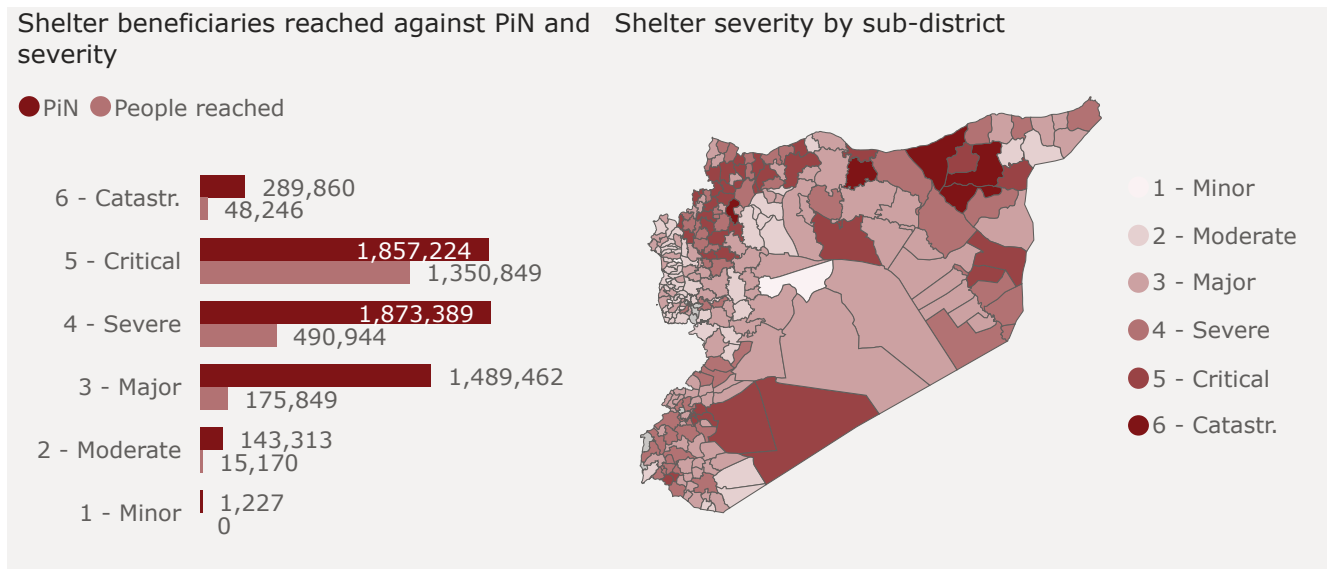 Shelter beneficiaries reached against PiN and
severity
PiN
People reached
6 - Catastr.
289,860
48,246
5 - Critical
1,857,224
1,350,849
4 - Severe
1,873,389
490,944
3 - Major
1,489,462
175,849
2 - Moderate
143,313
15,170
1 - Minor
1,227
0
Shelter severity by sub-district
1 - Minor
2 - Moderate
3 - Major
4 - Severe
5 - Critical
6 - Catastr.